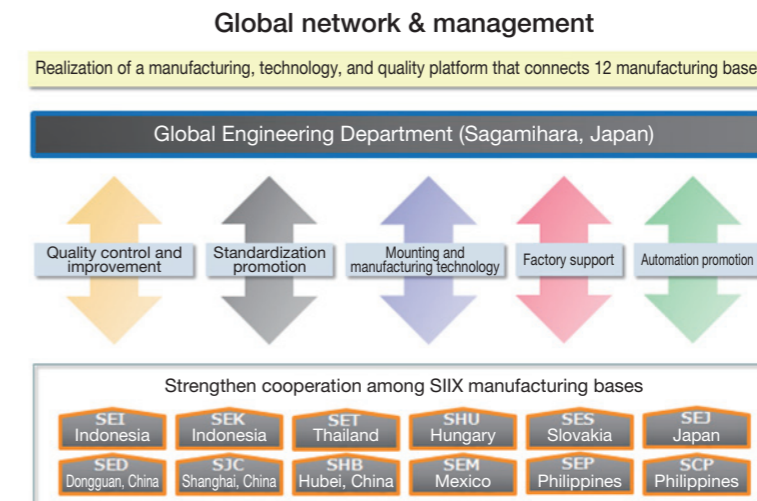 Global network & management
Realization of a manufacturing, technology, and quality platform that connects 12 manufacturing base
Global Engineering Department (Sagamihara, Japan)
Quality control and
improvement
Standardization
promotion
Mounting and
manufacturing technology
Factory support
Automation promotion
Strengthen cooperation among SIIX manufacturing bases
SEI
Indonesia
SEK
Indonesia
SET
Thailand
SHU
Hungary
SES
Slovakia
SEJ
Japan
SED
Dongguan, China
SJC
Shanghai, China
SHB
Hubei, China
SEM
Mexico
SEP
Philippines
SCP
Philippines